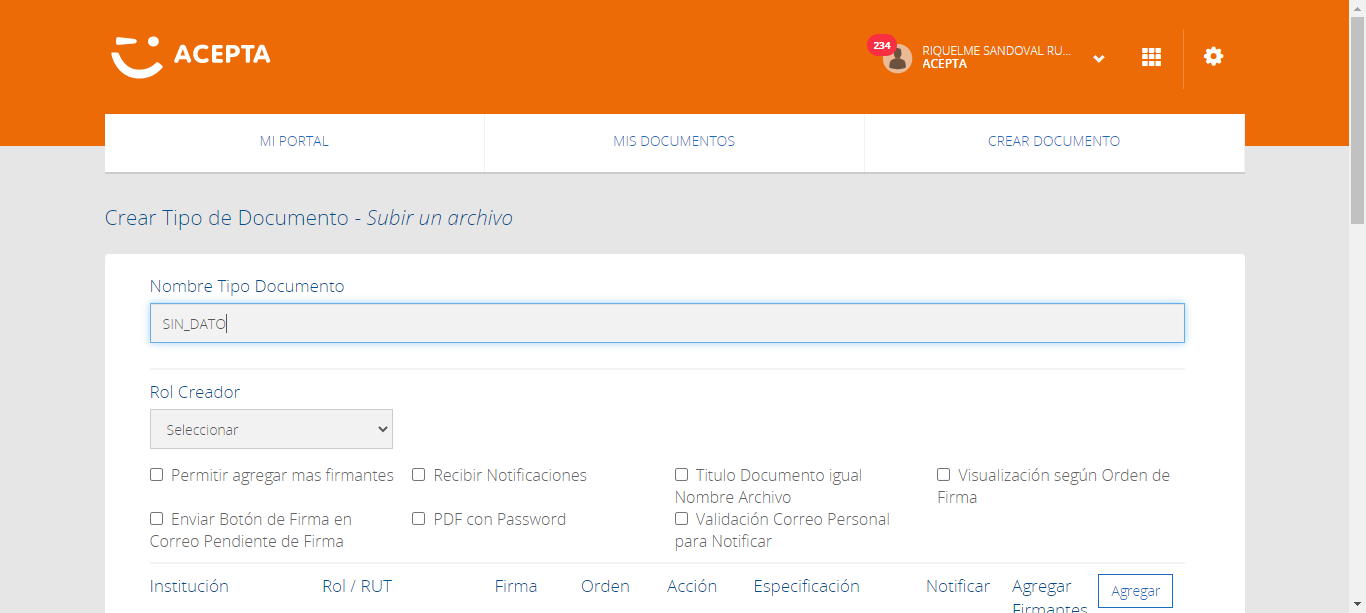 ACEPTA
234
RIQUELME SANDOVAL RU...
ACEPTA
MI PORTAL
MIS DOCUMENTOS
CREAR DOCUMENTO
Crear Tipo de Documento - Subir un archivo
Nombre Tipo Documento
SIN_DATO
Rol Creador
Seleccionar
Permitir agregar mas firmantes
Recibir Notificaciones
Titulo Documento igual
Nombre Archivo
Visualización según Orden de
Firma
Enviar Botón de Firma en
Correo Pendiente de Firma
PDF con Password
Validación Correo Personal
para Notificar
Institución
Rol / RUT
Firma
Orden
Acción
Especificación
Notificar
Agregar
Firmantes
Agregar